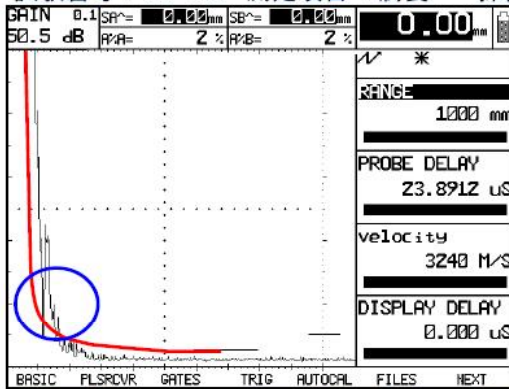 GAIN 0.1
50.5 dB
SA^= 0.00mm SB^= 0.00mm
A%A= 2 % A%B= 2 %
0.00mm
RANGE
1000 mm
PROBE DELAY
23.8912 uS
velocity
3240 M/S
DISPLAY DELAY
0.000 uS
BASIC PLSRCVR GATES TRIG AUTOCAL FILES NEXT